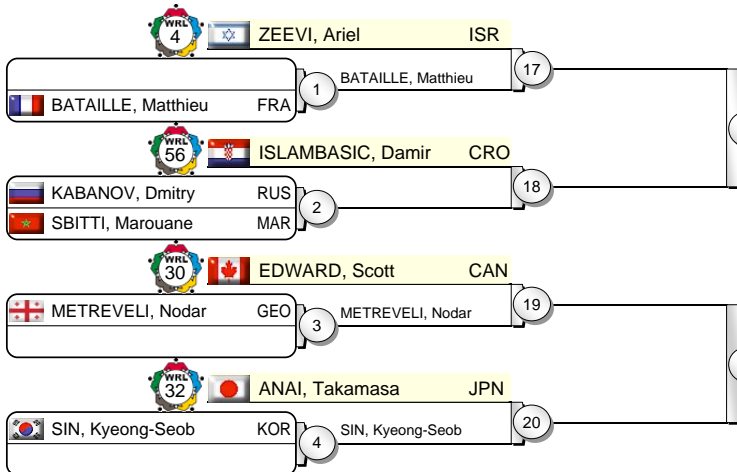 WRL
4 ZEEVI, Ariel ISR
1 BATAILLE, Matthieu 17
BATAILLE, Matthieu FRA
WRL
56 ISLAMBASIC, Damir CRO
KABANOV, Dmitry RUS
2 18
SBITTI, Marouane MAR
WRL
30 EDWARD, Scott CAN
METREVELI, Nodar GEO
3 METREVELI, Nodar 19
WRL
32 ANAI, Takamasa JPN
SIN, Kyeong-Seob KOR
4 SIN, Kyeong-Seob 20